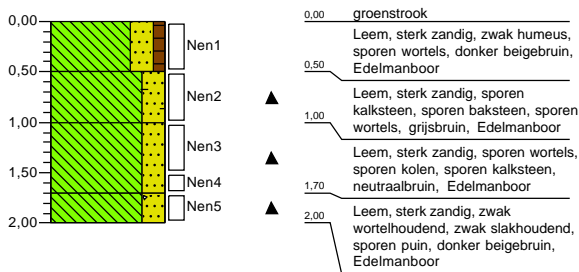 0,00
0,50
1,00
1,50
2,00
Nen1
Nen2
Nen3
Nen4
Nen5
0,00 groenstrook
Leem, sterk zandig, zwak humeus,
sporen wortels, donker beigebruin,
0,50 Edelmanboor
Leem, sterk zandig, sporen
kalksteen, sporen baksteen, sporen
1,00 wortels, grijsbruin, Edelmanboor
Leem, sterk zandig, sporen wortels,
sporen kolen, sporen kalksteen,
1,70 neutraalbruin, Edelmanboor
2,00 Leem, sterk zandig, zwak
wortelhoudend, zwak slakhoudend,
sporen puin, donker beigebruin,
Edelmanboor